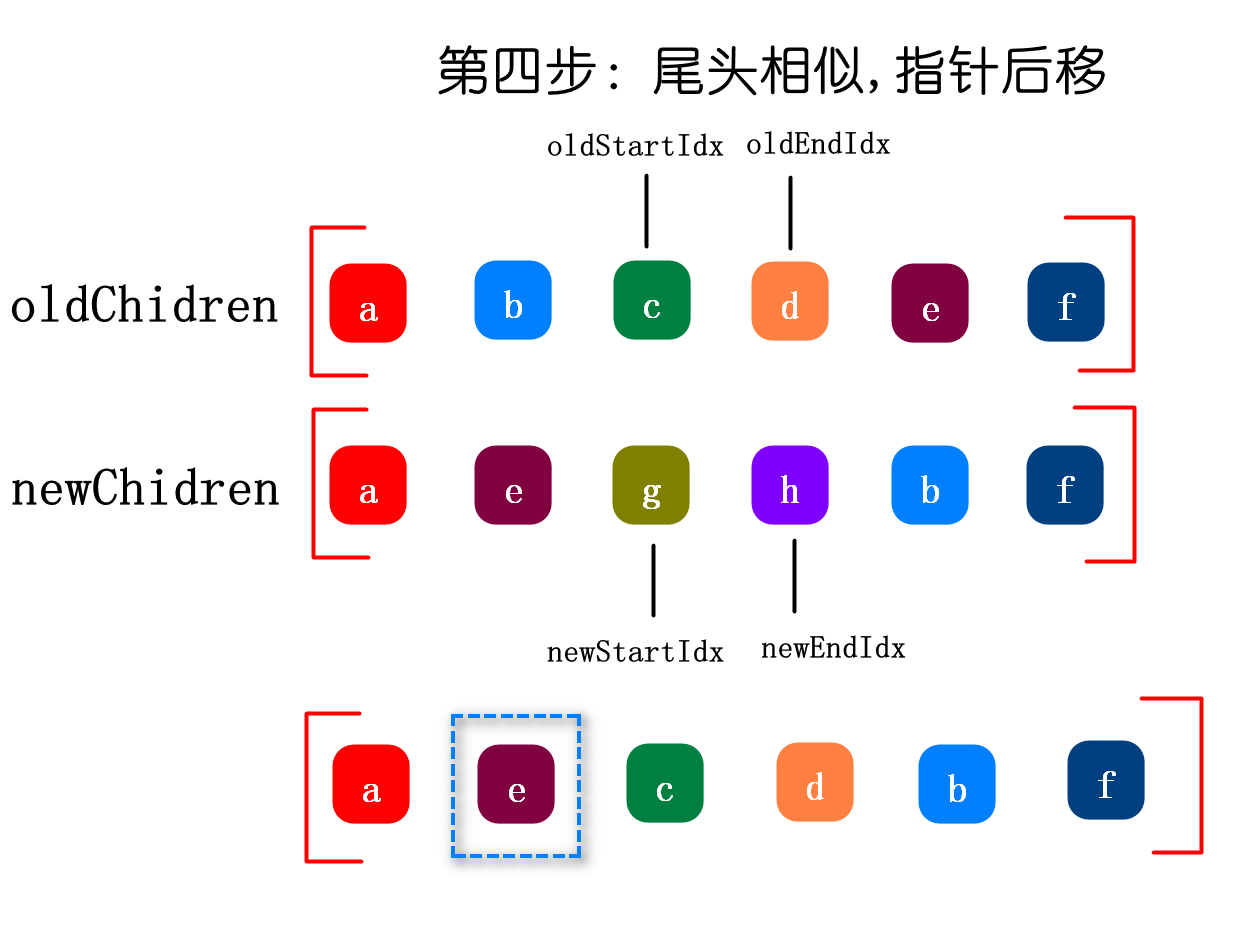 第四步: 尾头相似,指针后移
oldStartIdx oldEndIdx
oldChidren a b c d e f
newChidren a e g h b f
newStartIdx newEndIdx
a e c d b f